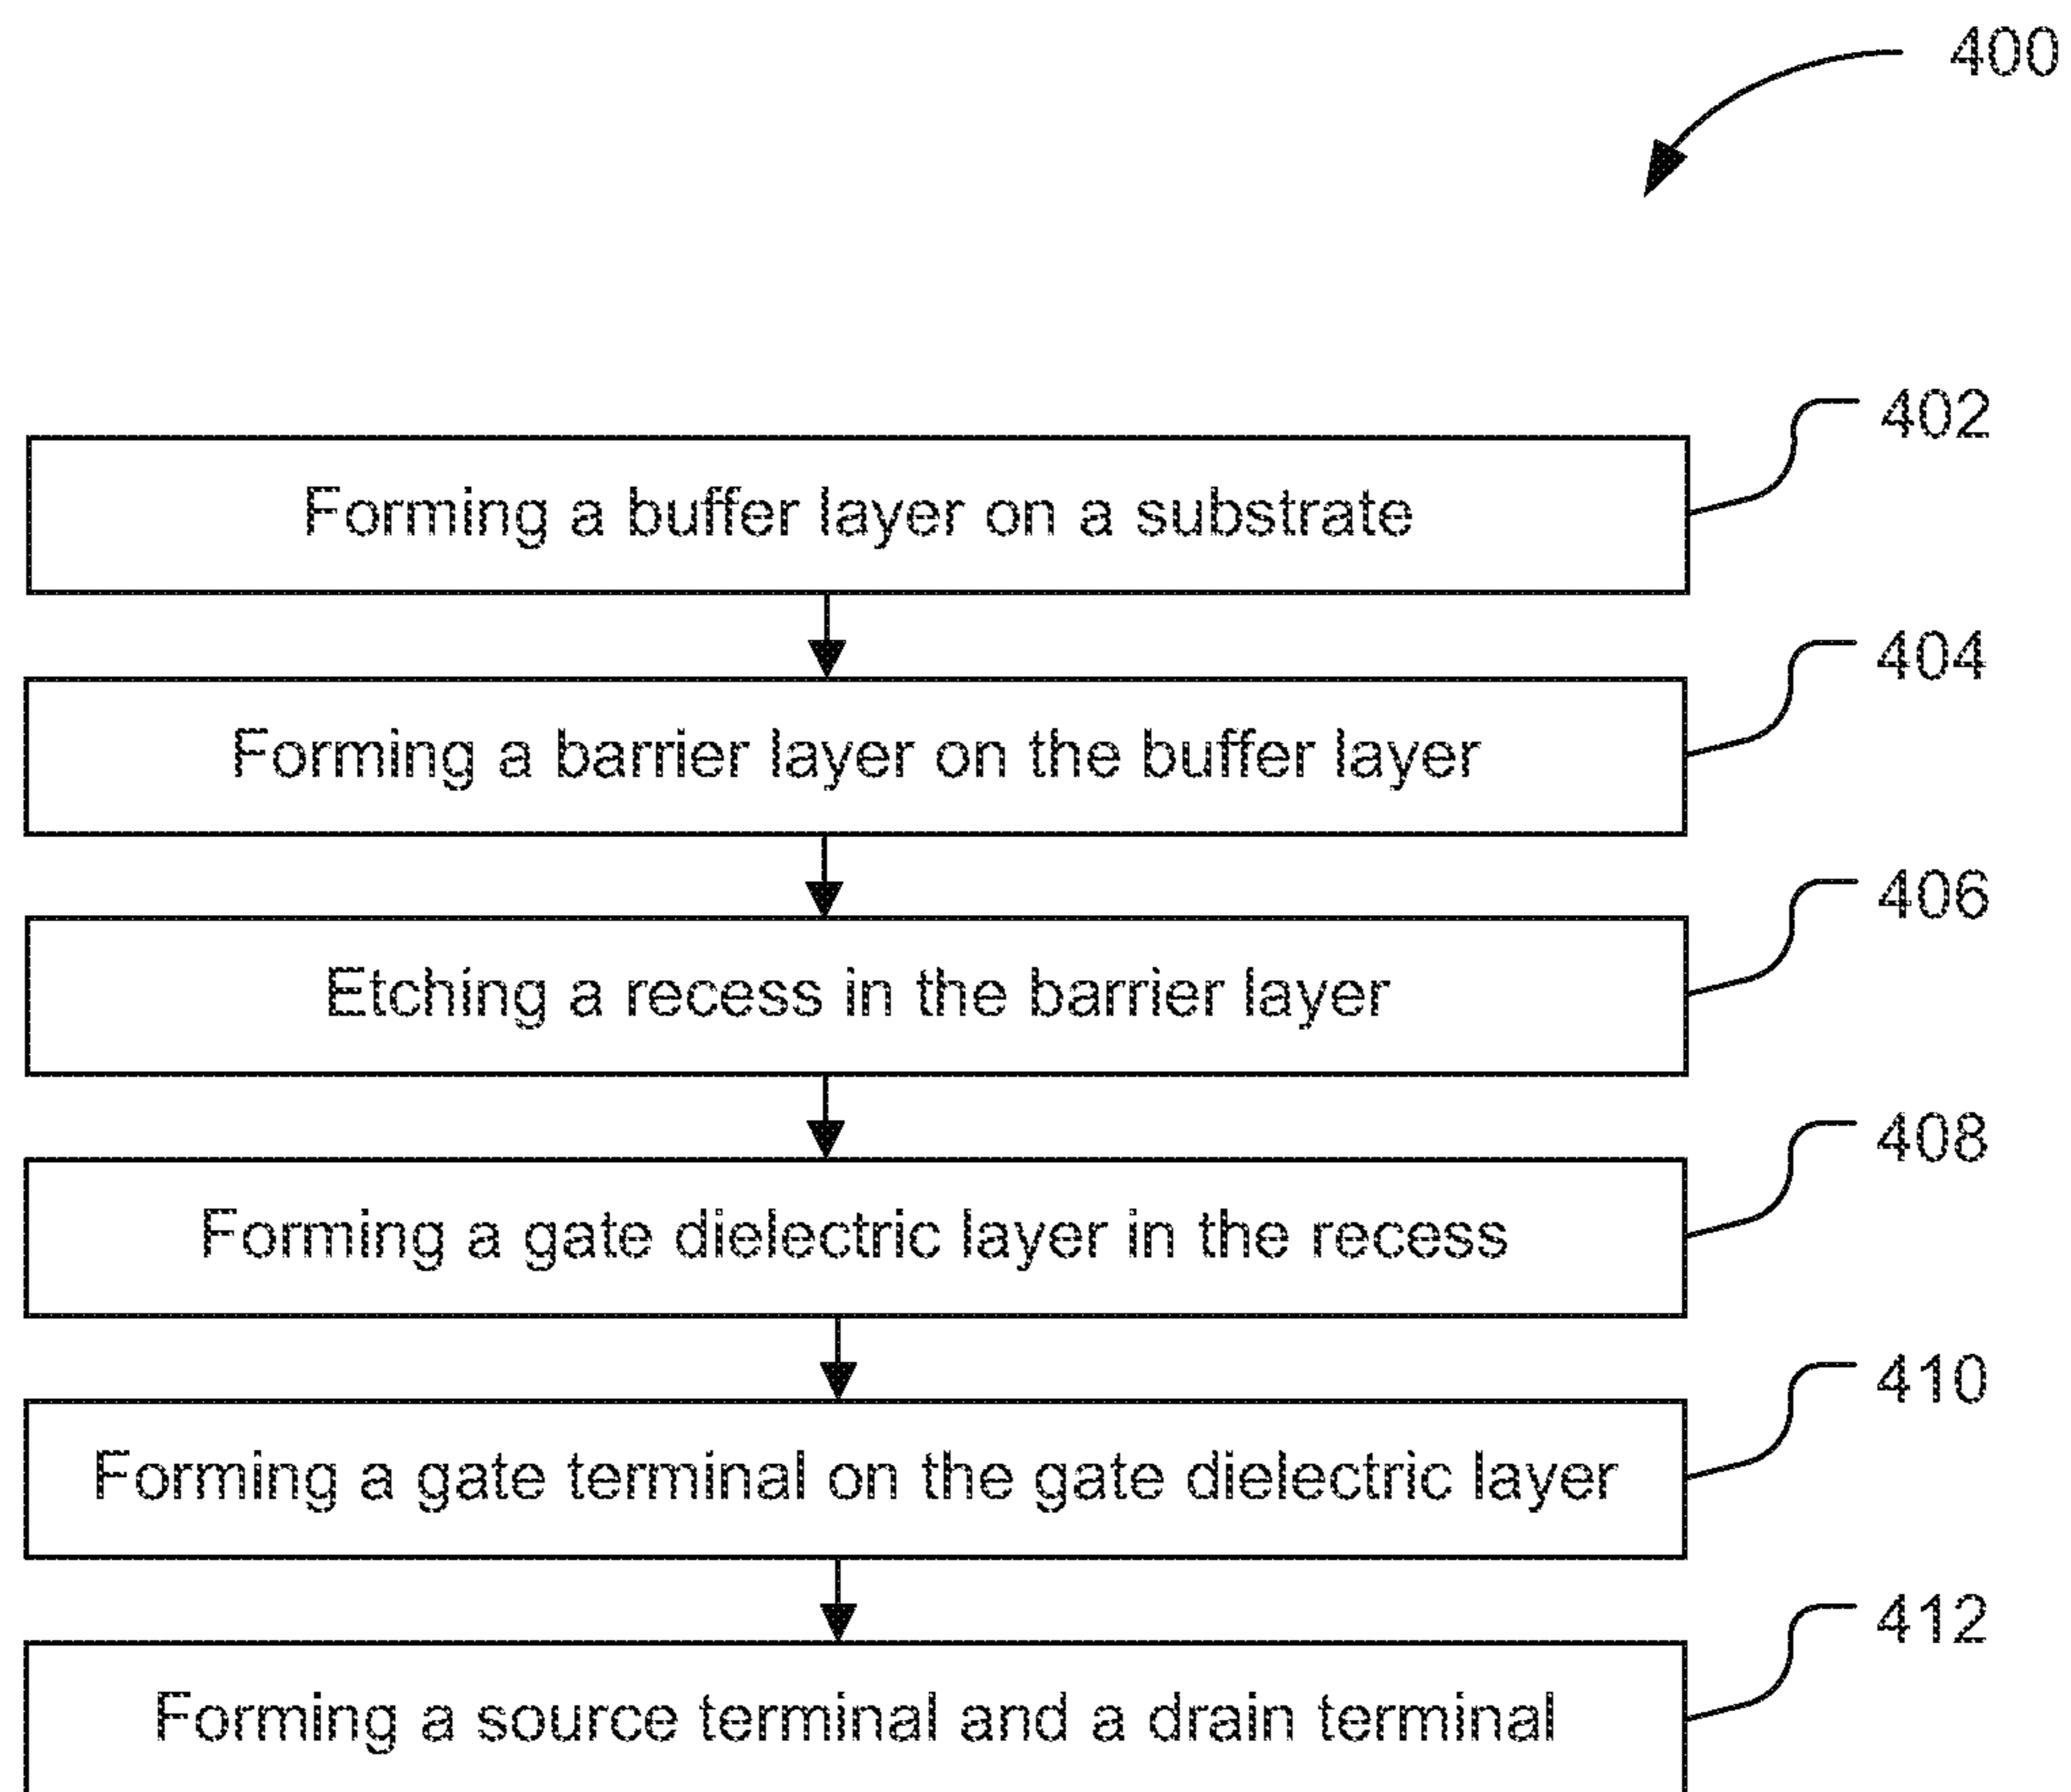 400
402
Forming a buffer layer on a substrate
404
Forming a barrier layer on the buffer layer
406
Etching a recess in the barrier layer
408
Forming a gate dielectric layer in the recess
410
Forming a gate terminal on the gate dielectric layer
412
Forming a source terminal and a drain terminal